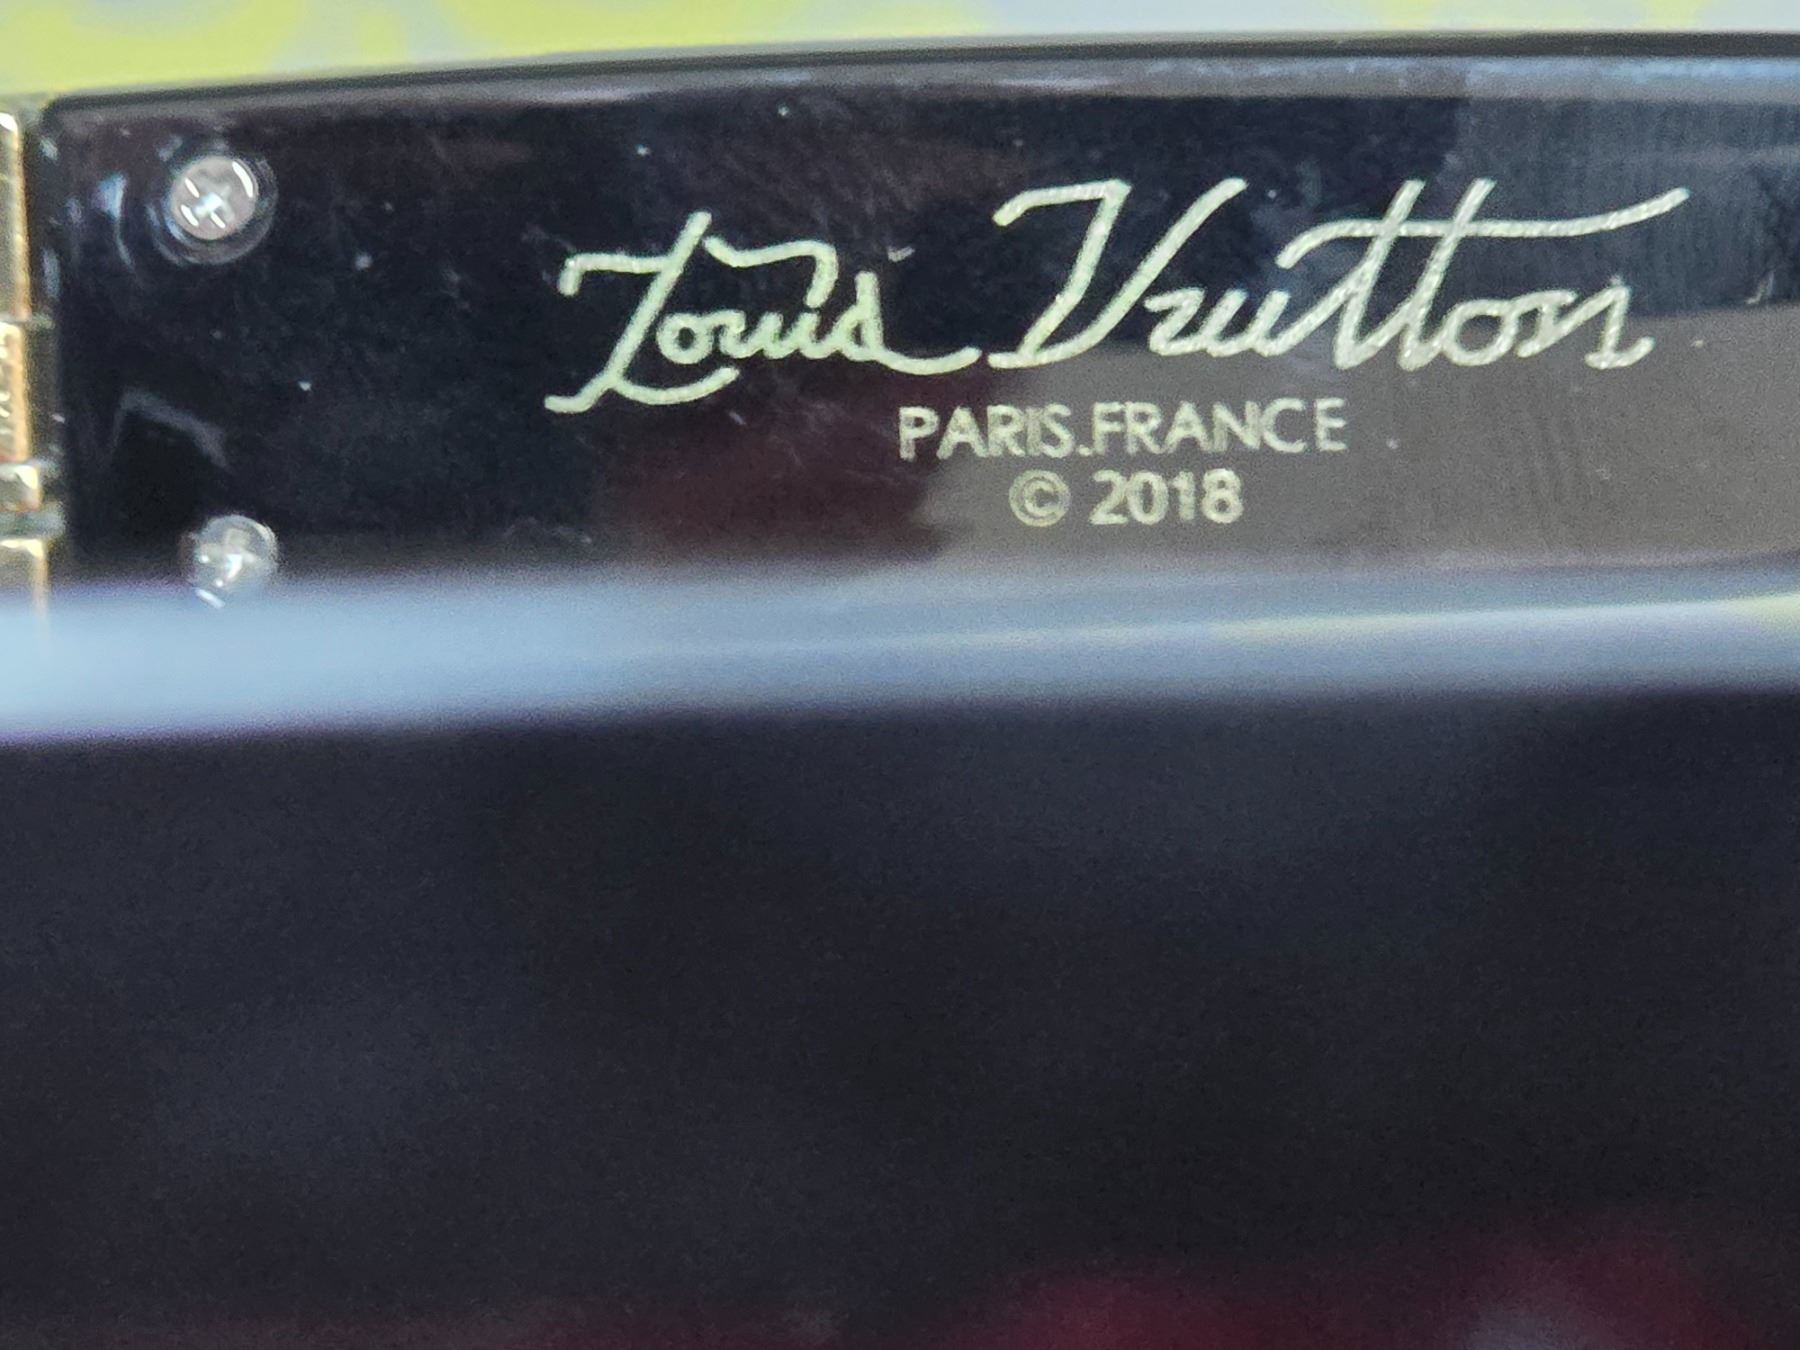 Louis Vuitton
PARIS.FRANCE
© 2018